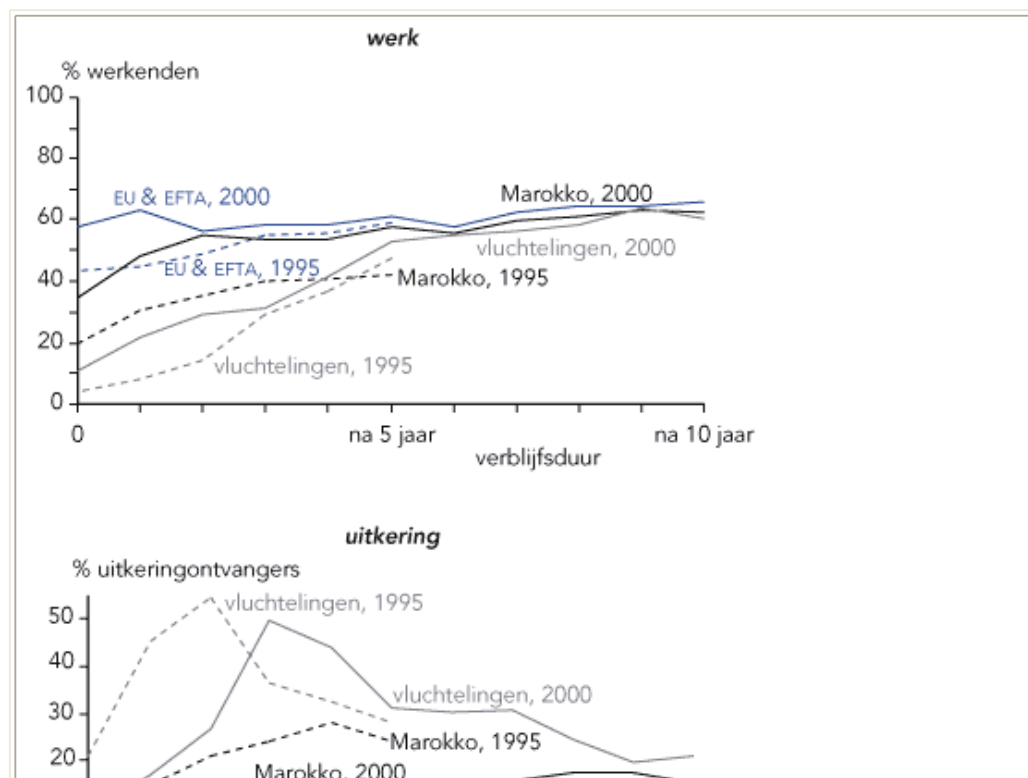 werk
% werkenden
100
80
EU & EFTA, 2000
Marokko, 2000
60
vluchtelingen, 2000
EU & EFTA, 1995
Marokko, 1995
40
20
vluchtelingen, 1995
0
0 na 5 jaar na 10 jaar
verblijfsduur
uitkering
% uitkeringontvangers
vluchtelingen, 1995
50
40
vluchtelingen, 2000
30
Marokko, 1995
20
Marokko, 2000